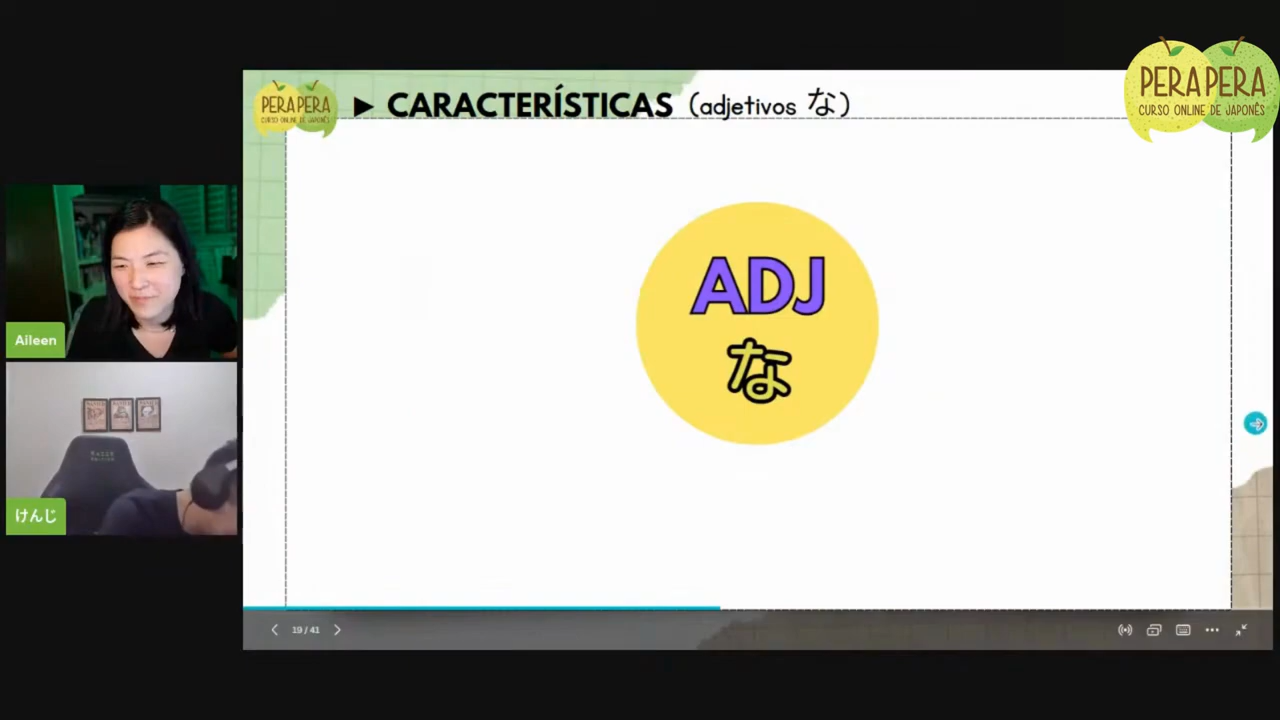 PERA PERA
CURSO ONLINE DE JAPONÊS
PERA PERA
CURSO ONLINE DE JAPONÊS
► CARACTERÍSTICAS (adjetivos な)
ADJ
な
Aileen
けんじ
19 / 41